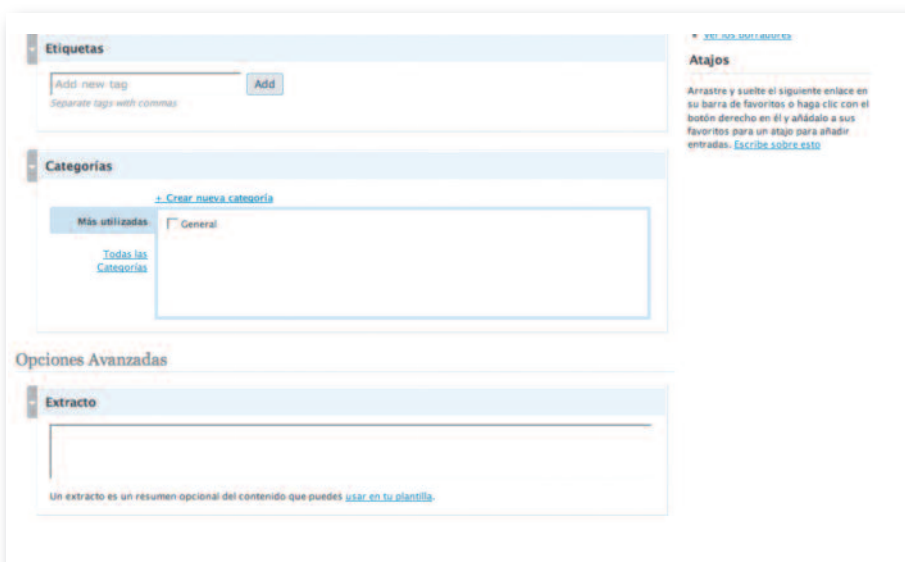 Etiquetas
Add new tag
Add
Separate tags with commas
Categorías
+ Crear nueva categoría
Más utilizadas
General
Todas las
Categorías
Opciones Avanzadas
Extracto
Un extracto es un resumen opcional del contenido que puedes usar en tu plantilla.
Ver los borradores
Atajos
Arrastre y suelte el siguiente enlace en
su barra de favoritos o haga clic con el
botón derecho en él y añádalo a sus
favoritos para un atajo para añadir
entradas. Escribe sobre esto